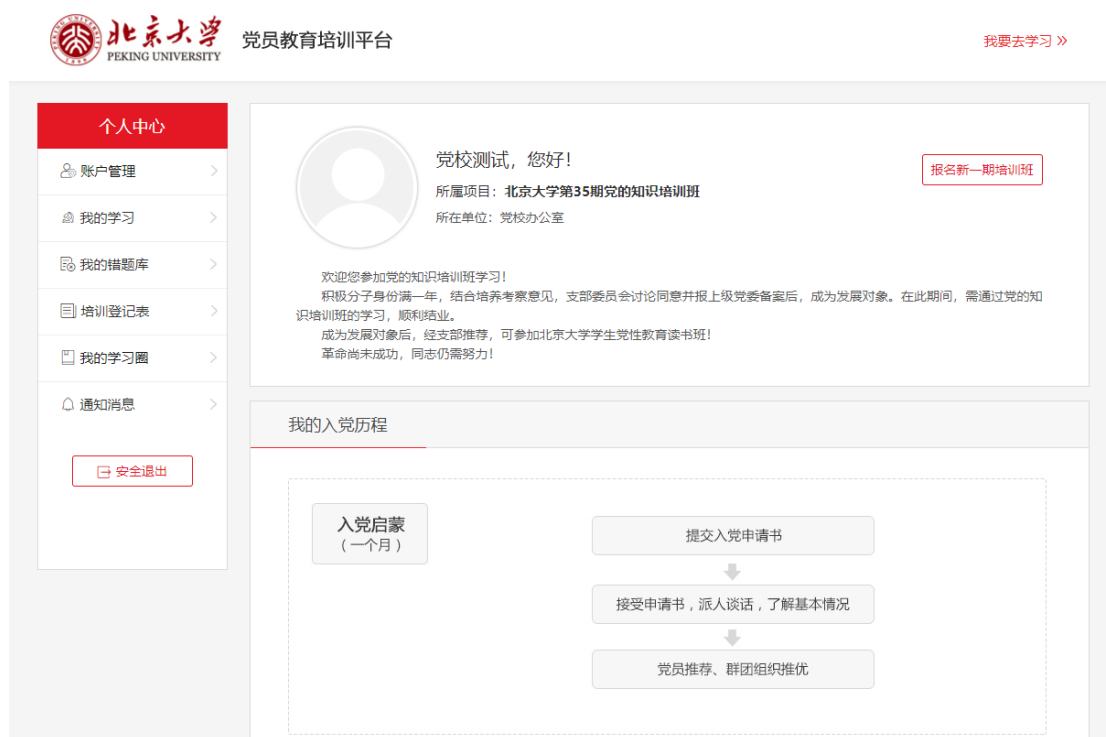 北京大学
PEKING UNIVERSITY
PEKING UNIVERSITY
1898
党员教育培训平台
我要去学习
个人中心
账户管理
我的学习
我的错题库
培训登记表
我的学习圈
通知消息
安全退出
党校测试，您好！
所属项目：北京大学第35期党的知识培训班
所在单位：党校办公室
报名新一期培训班
欢迎您参加党的知识培训班学习！
积极分子身份满一年，结合培养考察意见，支部委员会讨论同意并报上级党委备案后，成为发展对象。在此期间，需通过党的知
识培训班的学习，顺利结业。
成为发展对象后，经支部推荐，可参加北京大学学生党性教育读书班！
革命尚未成功，同志仍需努力！
我的入党历程
入党启蒙
（一个月）
提交入党申请书
接受申请书，派人谈话，了解基本情况
党员推荐、群团组织推优